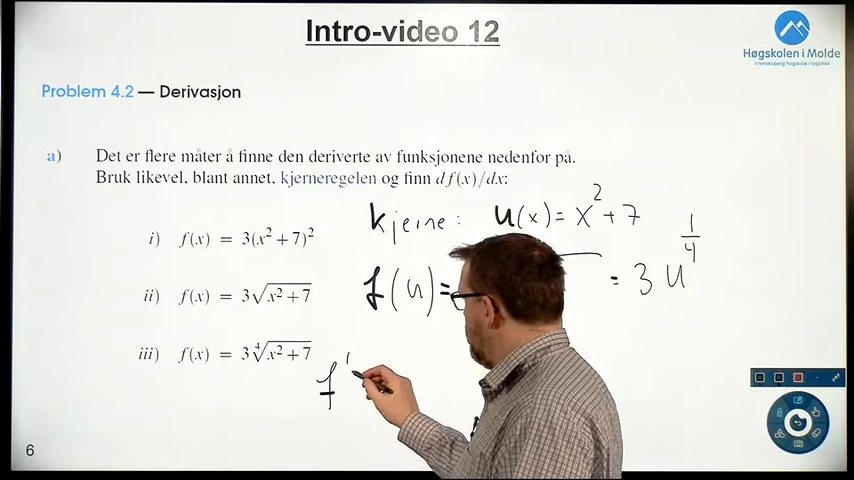 Intro-video 12
Høgskolen i Molde
Vitenskapelig høgskole i logistikk
Problem 4.2 — Derivasjon
a) Det er flere måter å finne den deriverte av funksjonene nedenfor på.
Bruk likevel, blant annet, kjerneregelen og finn df(x)/dx:
kjerne: u(x) = x² + 7
i) f(x) = 3(x² + 7)²
f(u) = = 3 u^{1/4}
ii) f(x) = 3√(x² + 7)
iii) f(x) = 3∜(x² + 7)
f'
6